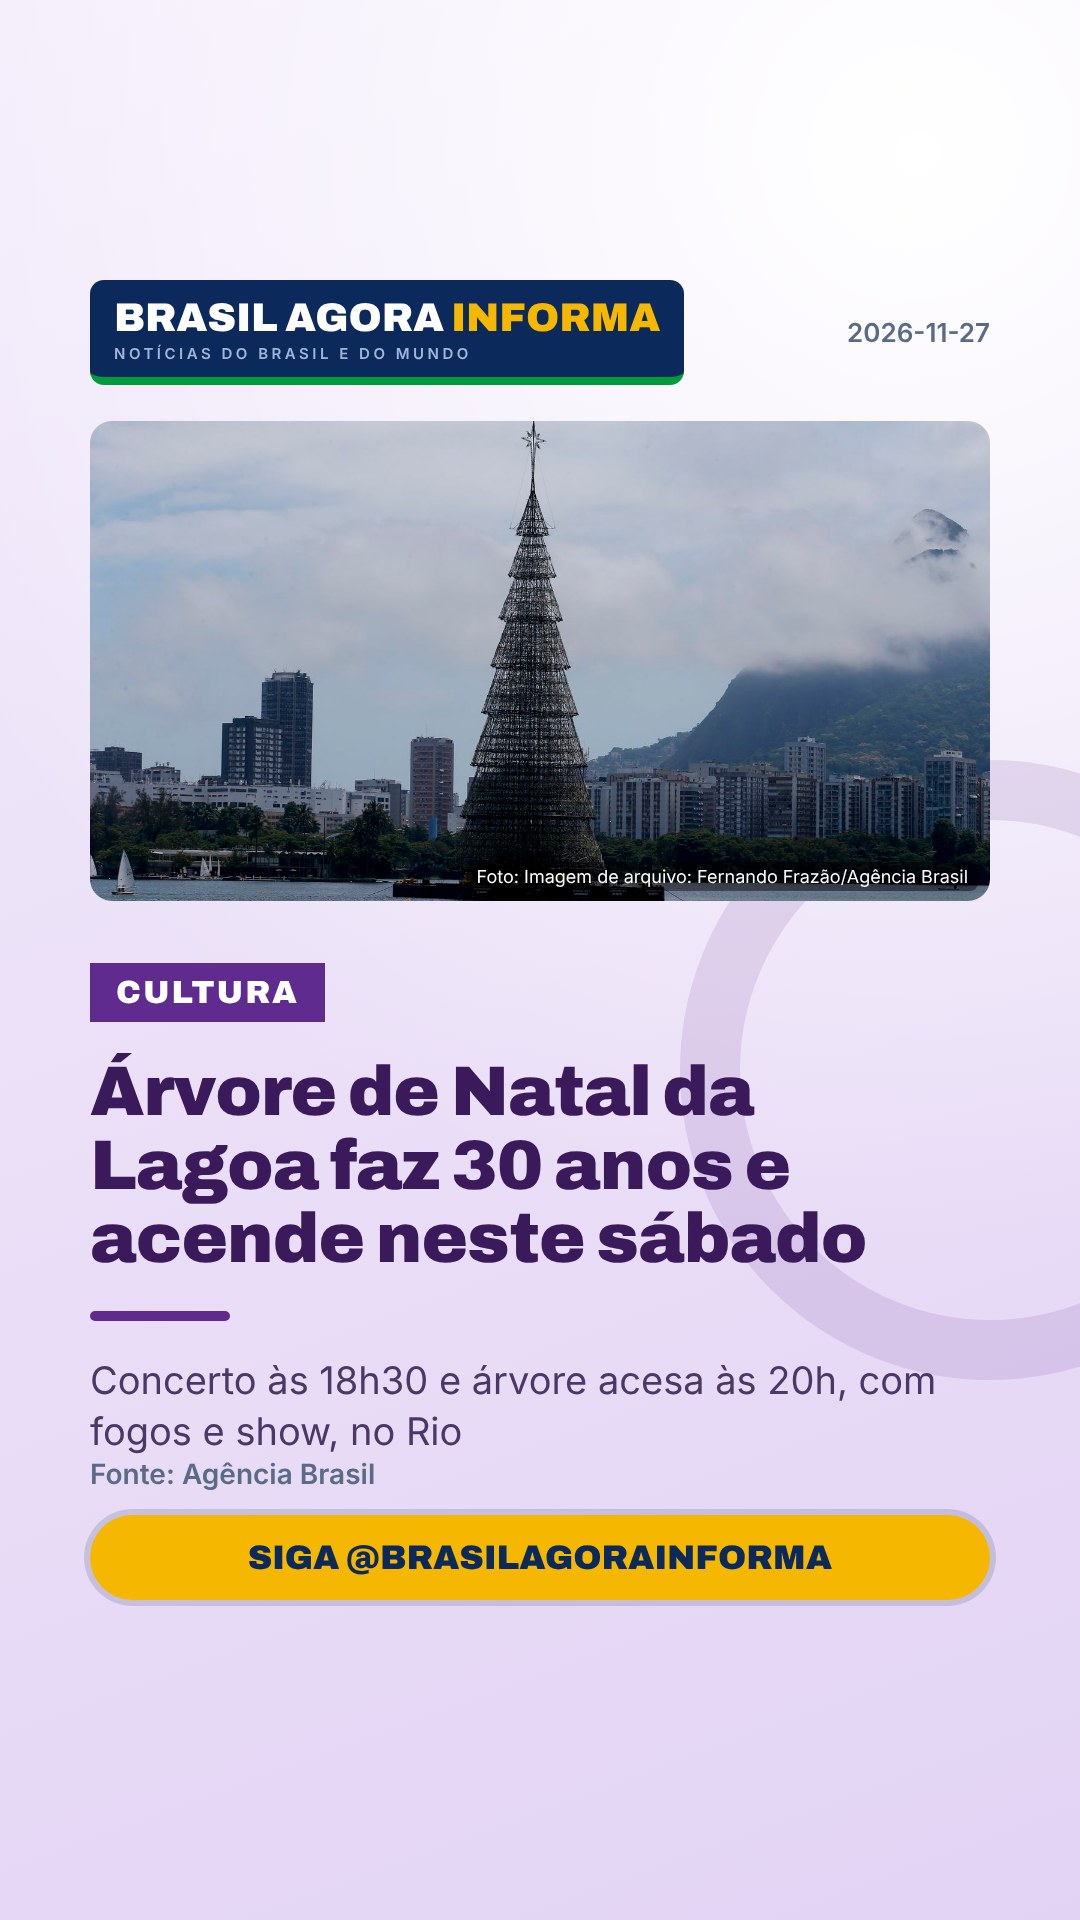 BRASIL AGORA INFORMA
NOTÍCIAS DO BRASIL E DO MUNDO
2026-11-27
Foto: Imagem de arquivo: Fernando Frazão/Agência Brasil
CULTURA
Árvore de Natal da
Lagoa faz 30 anos e
acende neste sábado
Concerto às 18h30 e árvore acesa às 20h, com
fogos e show, no Rio
Fonte: Agência Brasil
SIGA @BRASILAGORAINFORMA